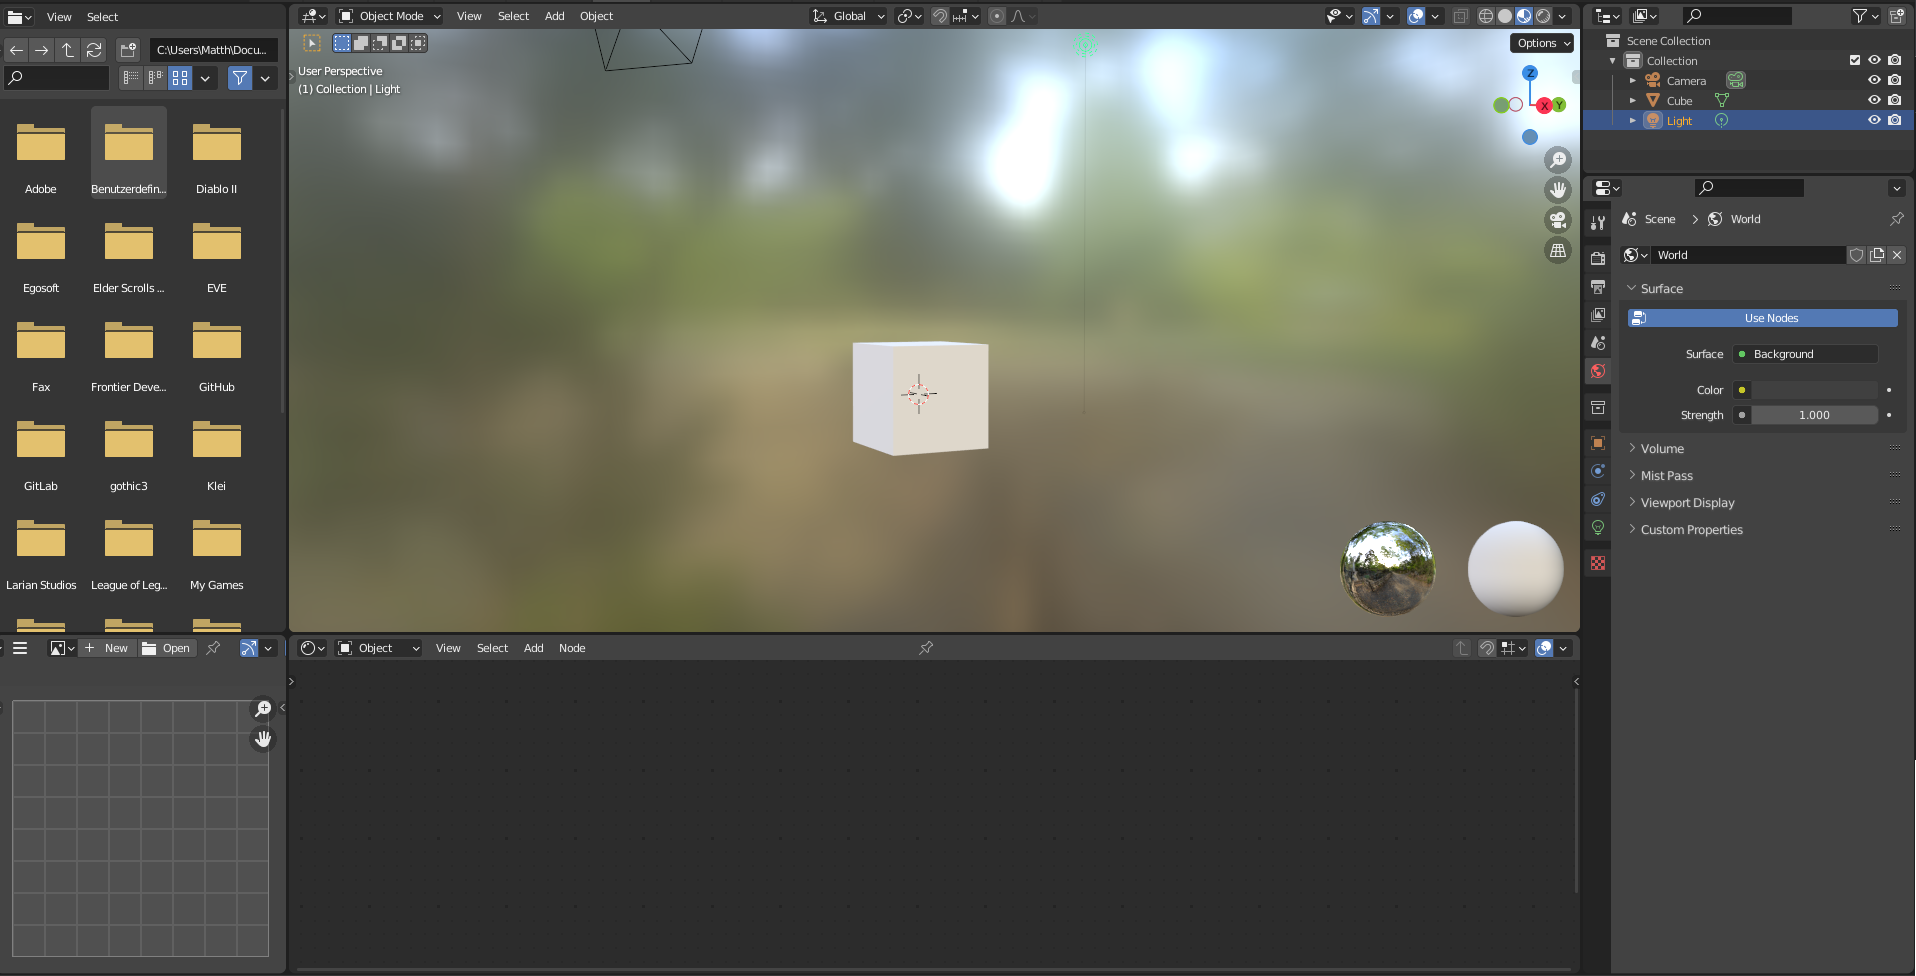 View Select
C:\Users\Matth\Docu...
Adobe
Benutzerdefin...
Diablo II
Egosoft
Elder Scrolls ...
EVE
Fax
Frontier Deve...
GitHub
GitLab
gothic3
Klei
Larian Studios
League of Leg...
My Games
Object Mode View Select Add Object
Global
Options
User Perspective
(1) Collection | Light
Z
X
Y
New Open
Object View Select Add Node
Scene Collection
Collection
Camera
Cube
Light
Scene > World
World
Surface
Use Nodes
Surface Background
Color
Strength 1.000
Volume
Mist Pass
Viewport Display
Custom Properties